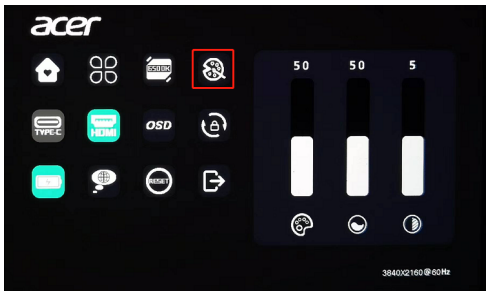 acer
6500K
50 50 5
TYPE-C
HDMI
OSD
RESET
3840X2160@60Hz